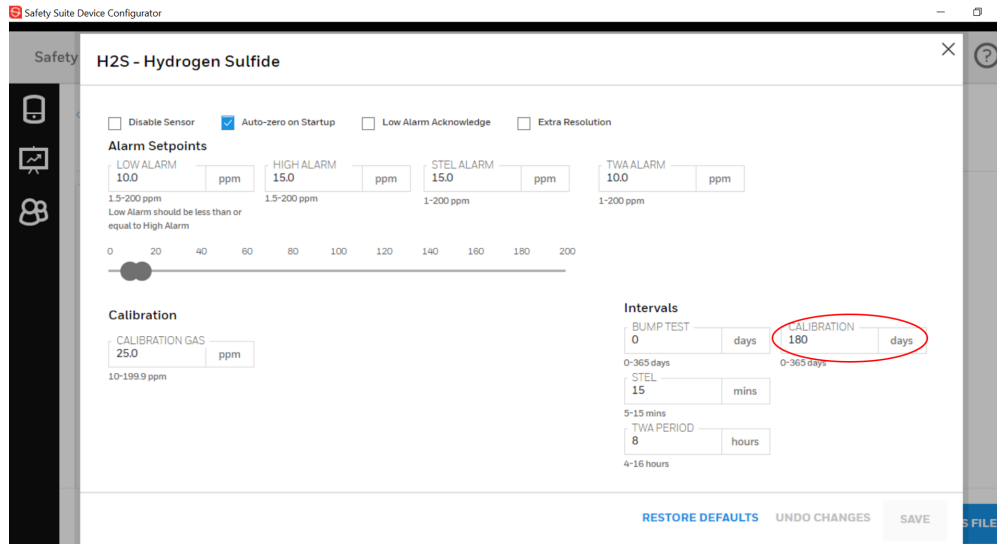 Safety Suite Device Configurator
Safety
H2S - Hydrogen Sulfide
Disable Sensor
Auto-zero on Startup
Low Alarm Acknowledge
Extra Resolution
Alarm Setpoints
LOW ALARM
10.0 ppm
1.5-200 ppm
Low Alarm should be less than or
equal to High Alarm
HIGH ALARM
15.0 ppm
1.5-200 ppm
STEL ALARM
15.0 ppm
1-200 ppm
TWA ALARM
10.0 ppm
1-200 ppm
0 20 40 60 80 100 120 140 160 180 200
Calibration
CALIBRATION GAS
25.0 ppm
10-199.9 ppm
Intervals
BUMP TEST
0 days
0-365 days
CALIBRATION
180 days
0-365 days
STEL
15 mins
5-15 mins
TWA PERIOD
8 hours
4-16 hours
RESTORE DEFAULTS
UNDO CHANGES
SAVE
S FILE